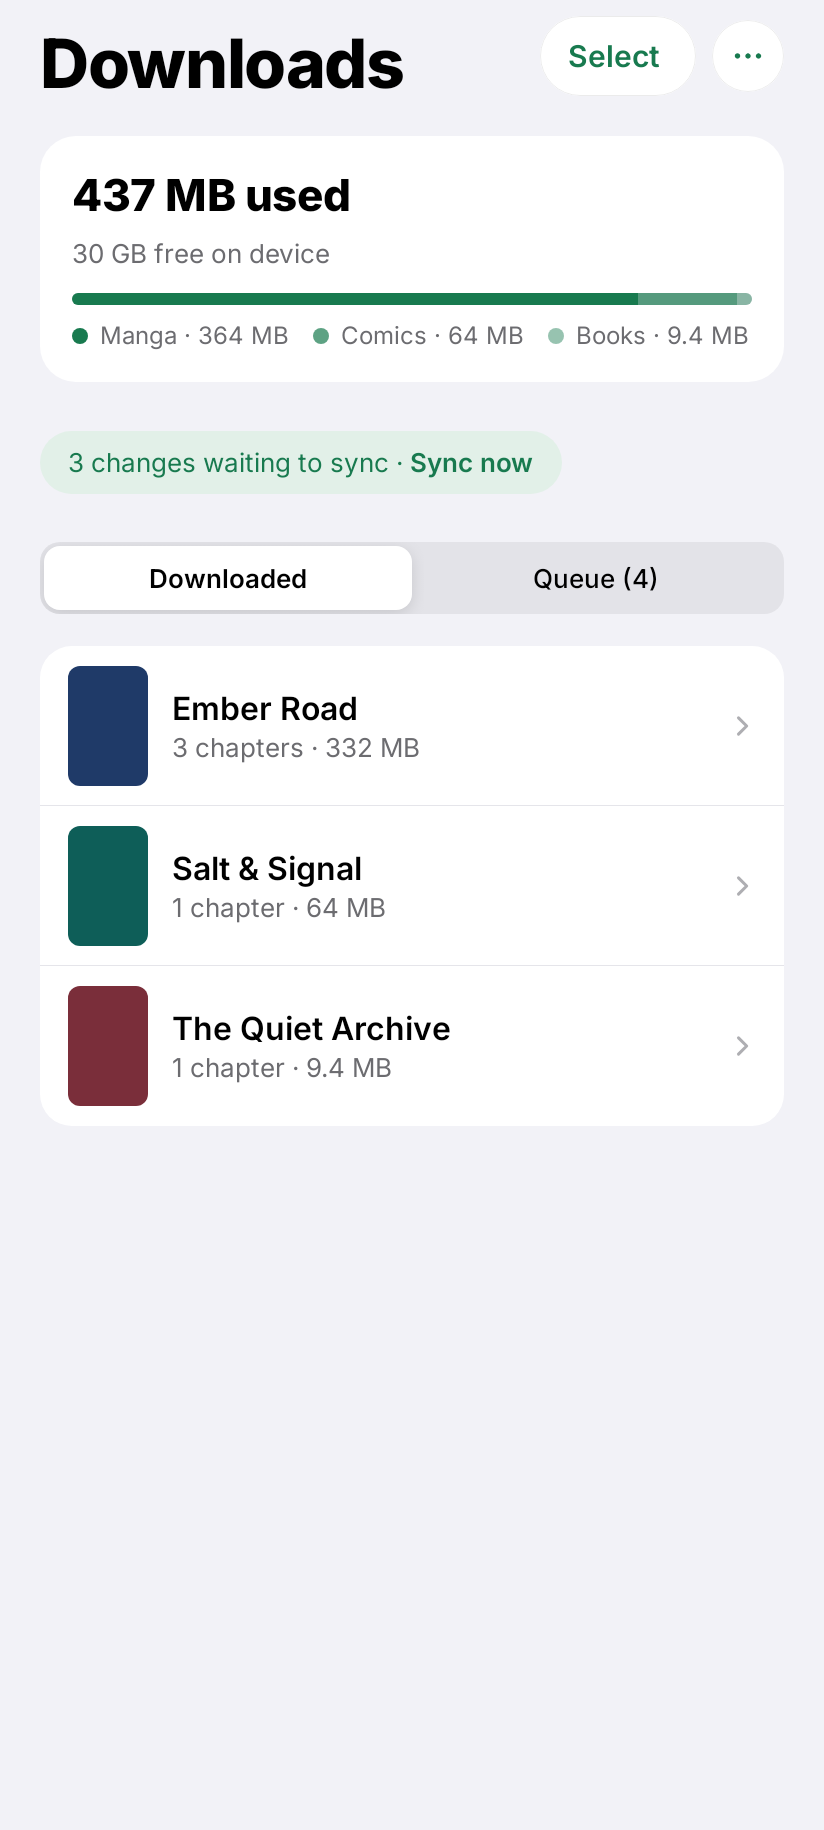 Downloads
Select
...
437 MB used
30 GB free on device
Manga · 364 MB
Comics · 64 MB
Books · 9.4 MB
3 changes waiting to sync · Sync now
Downloaded
Queue (4)
Ember Road
3 chapters · 332 MB
Salt & Signal
1 chapter · 64 MB
The Quiet Archive
1 chapter · 9.4 MB